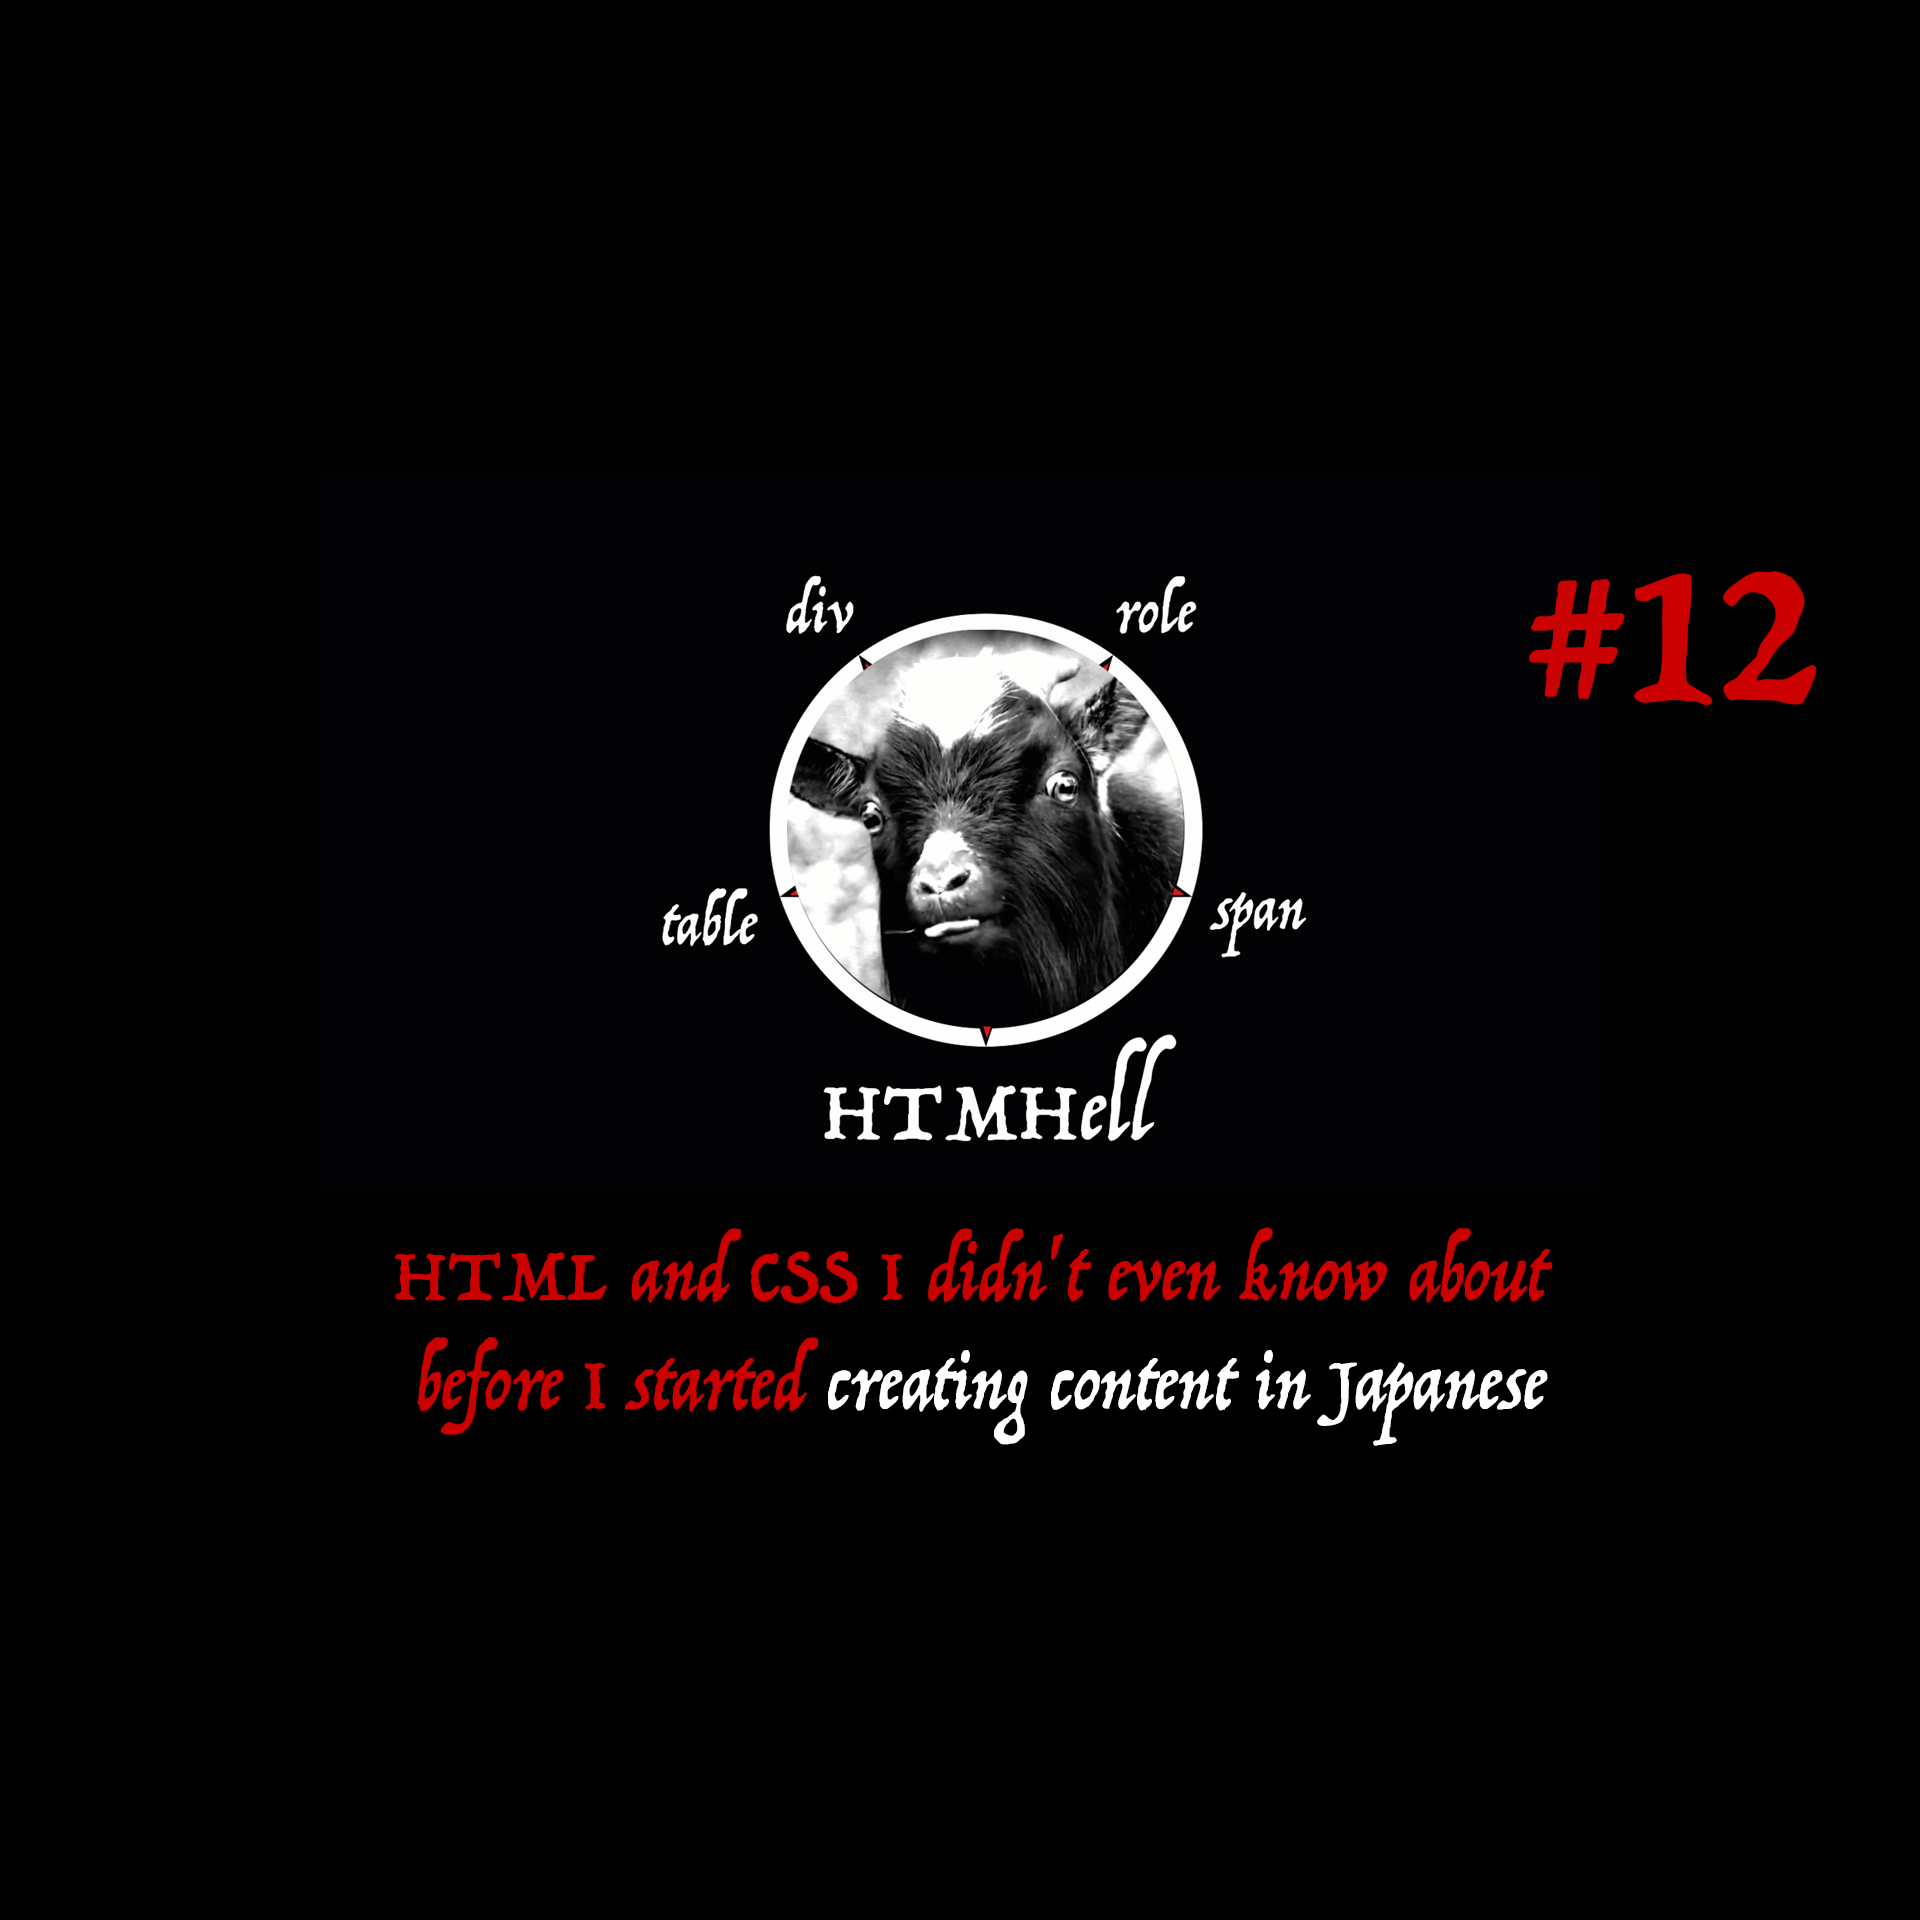 div
role
#12
table
span
HTMHell
HTML and CSS I didn't even know about
before I started creating content in Japanese